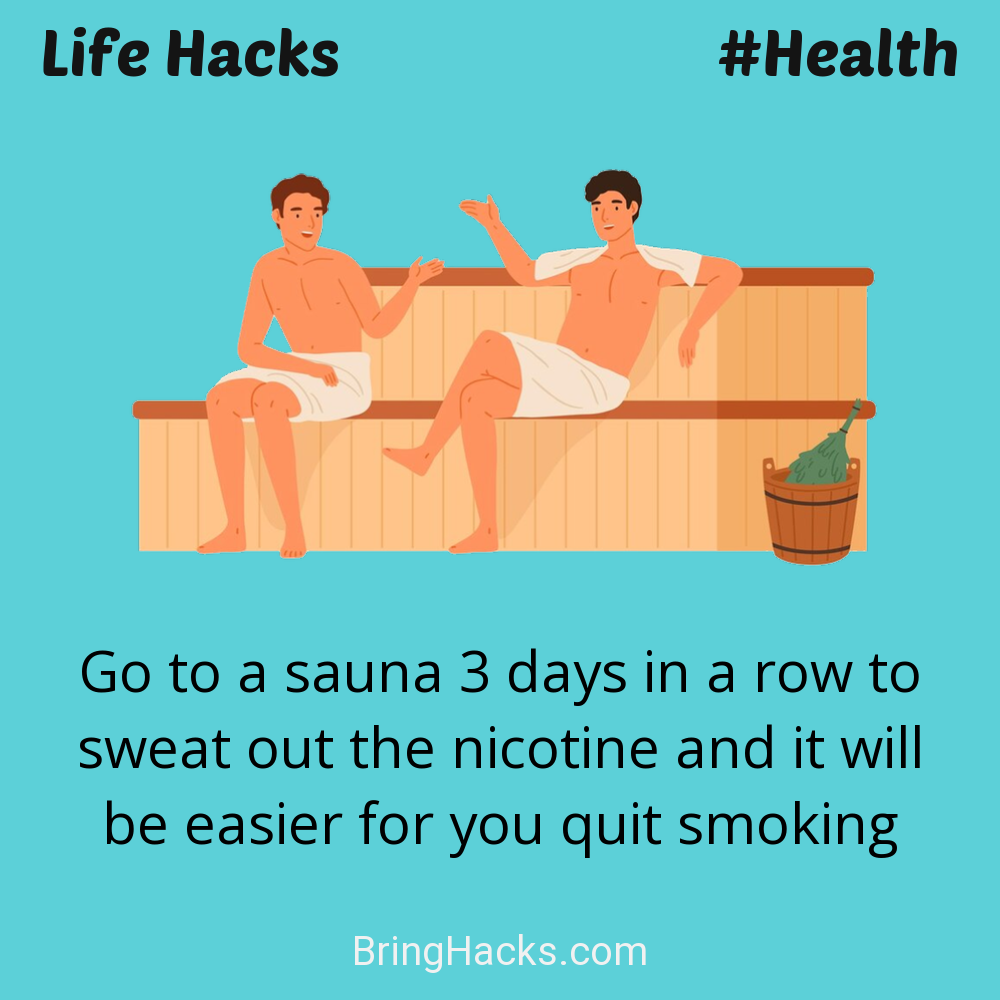 Life Hacks
#Health
Go to a sauna 3 days in a row to
sweat out the nicotine and it will
be easier for you quit smoking
BringHacks.com